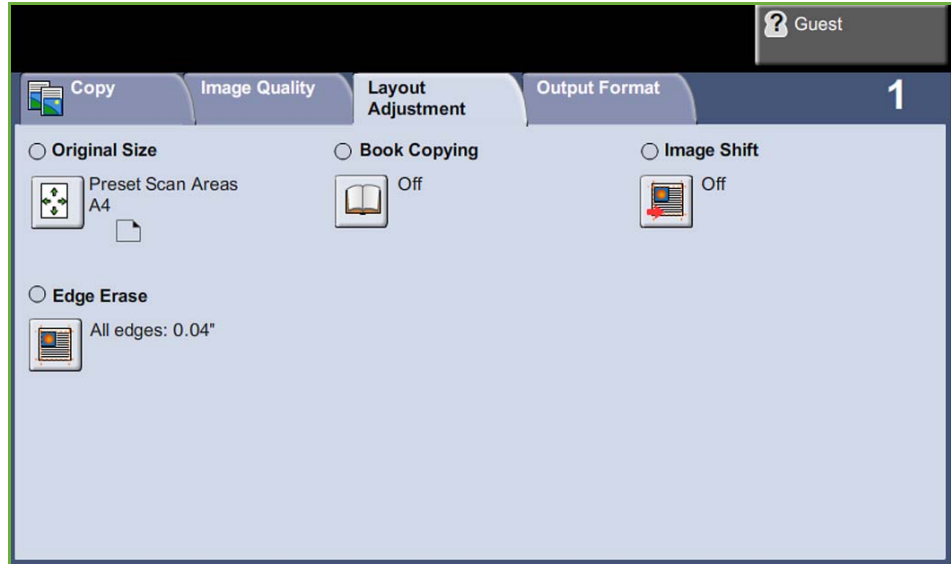 Guest
Copy
Image Quality
Layout
Adjustment
Output Format
1
Original Size
Preset Scan Areas
A4
Book Copying
Off
Image Shift
Off
Edge Erase
All edges: 0.04"